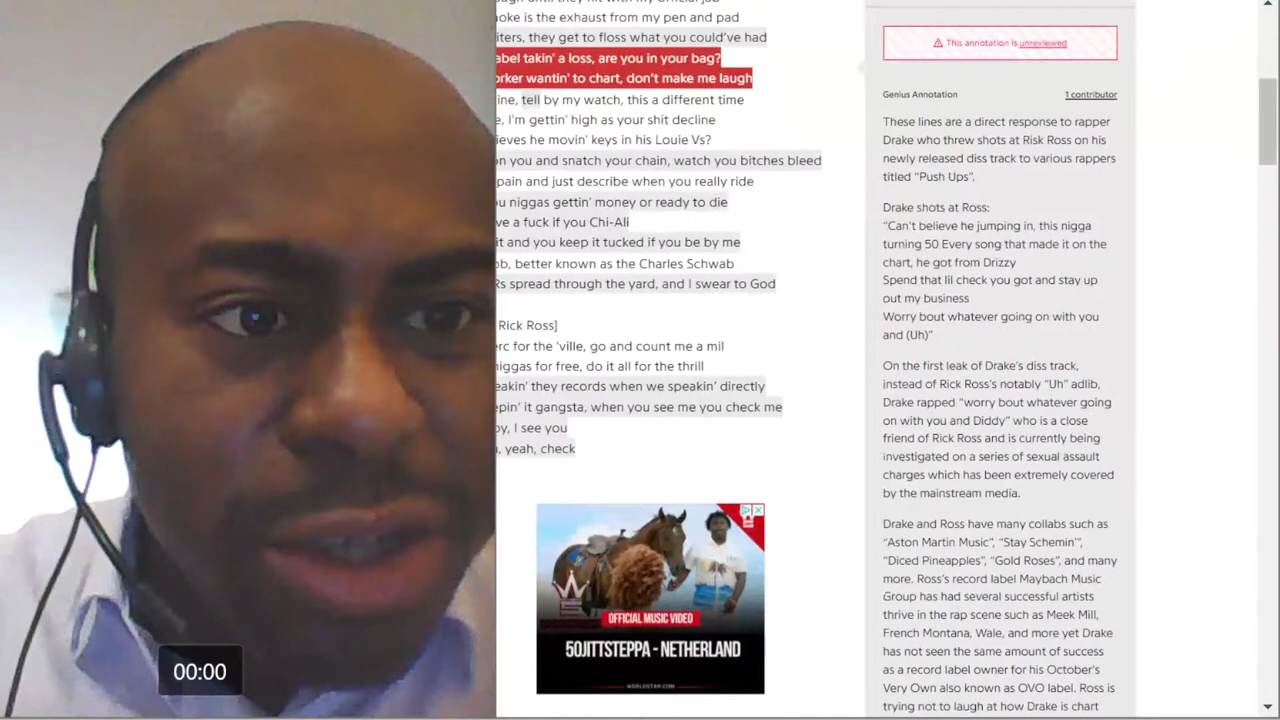 ugh until they hit with my Official jab
oke is the exhaust from my pen and pad
iters, they get to floss what you could've had
abel takin' a loss, are you in your bag?
orker wantin' to chart, don't make me laugh
ine, tell by my watch, this a different time
e, I'm gettin' high as your shit decline
ieves he movin' keys in his Louie Vs?
on you and snatch your chain, watch you bitches bleed
pain and just describe when you really ride
ou niggas gettin' money or ready to die
ve a fuck if you Chi-Ali
it and you keep it tucked if you be by me
ob, better known as the Charles Schwab
Rs spread through the yard, and I swear to God
Rick Ross]
erc for the 'ville, go and count me a mil
niggas for free, do it all for the thrill
eakin' they records when we speakin' directly
epin' it gangsta, when you see me you check me
oy, I see you
, yeah, check
OFFICIAL MUSIC VIDEO
50JITTSTEPPA - NETHERLAND
WORLDSTAR.COM
00:00
This annotation is unreviewed
Genius Annotation 1 contributor
These lines are a direct response to rapper
Drake who threw shots at Risk Ross on his
newly released diss track to various rappers
titled “Push Ups”.
Drake shots at Ross:
“Can't believe he jumping in, this nigga
turning 50 Every song that made it on the
chart, he got from Drizzy
Spend that lil check you got and stay up
out my business
Worry bout whatever going on with you
and (Uh)”
On the first leak of Drake's diss track,
instead of Rick Ross's notably “Uh” adlib,
Drake rapped “worry bout whatever going
on with you and Diddy” who is a close
friend of Rick Ross and is currently being
investigated on a series of sexual assault
charges which has been extremely covered
by the mainstream media.
Drake and Ross have many collabs such as
“Aston Martin Music”, “Stay Schemin'”,
“Diced Pineapples”, “Gold Roses”, and many
more. Ross's record label Maybach Music
Group has had several successful artists
thrive in the rap scene such as Meek Mill,
French Montana, Wale, and more yet Drake
has not seen the same amount of success
as a record label owner for his October's
Very Own also known as OVO label. Ross is
trying not to laugh at how Drake is chart